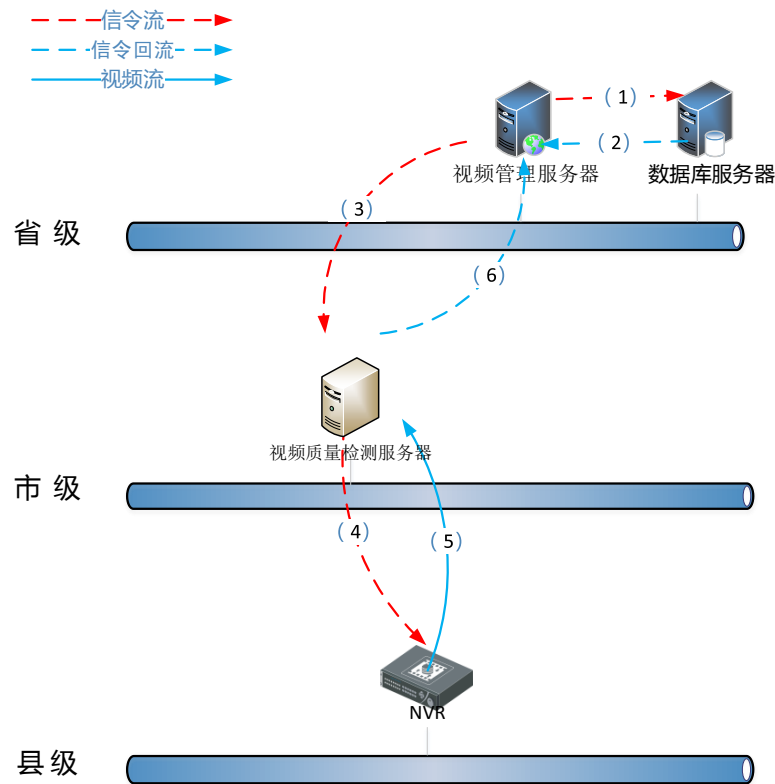 信令流
信令回流
视频流
（1）
（2）
视频管理服务器
数据库服务器
（3）
省 级
（6）
视频质量检测服务器
市 级
（4）
（5）
NVR
县 级